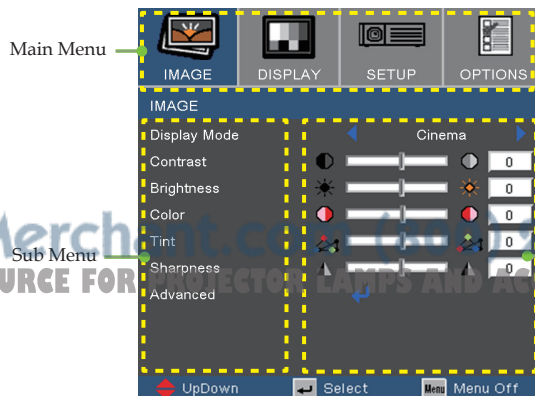 Main Menu
IMAGE DISPLAY SETUP OPTIONS
IMAGE
Display Mode Cinema
Contrast 0
Brightness 0
Color 0
Tint 0
Sub Menu
Sharpness 0
Advanced
UpDown Select Menu Menu Off